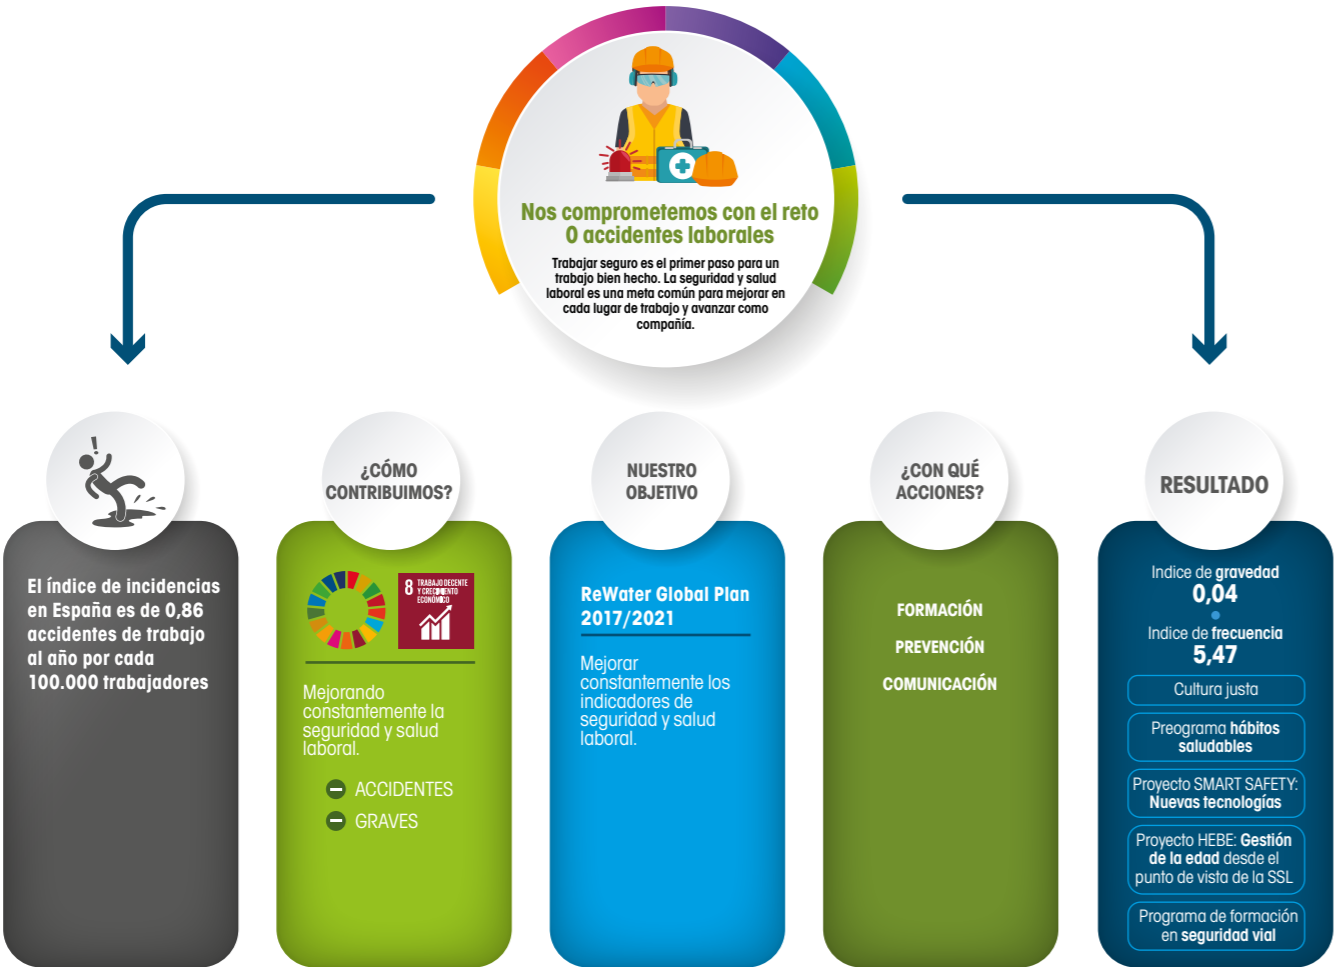 Nos comprometemos con el reto
0 accidentes laborales
Trabajar seguro es el primer paso para un
trabajo bien hecho. La seguridad y salud
laboral es una meta común para mejorar en
cada lugar de trabajo y avanzar como
compañía.
!
El índice de incidencias
en España es de 0,86
accidentes de trabajo
al año por cada
100.000 trabajadores
¿CÓMO
CONTRIBUIMOS?
8 TRABAJO DECENTE
Y CRECIMIENTO
ECONÓMICO
Mejorando
constantemente la
seguridad y salud
laboral.
ACCIDENTES
GRAVES
NUESTRO
OBJETIVO
ReWater Global Plan
2017/2021
Mejorar
constantemente los
indicadores de
seguridad y salud
laboral.
¿CON QUÉ
ACCIONES?
FORMACIÓN
PREVENCIÓN
COMUNICACIÓN
RESULTADO
Indice de gravedad
0,04
Indice de frecuencia
5,47
Cultura justa
Preograma hábitos
saludables
Proyecto SMART SAFETY:
Nuevas tecnologías
Proyecto HEBE: Gestión
de la edad desde el
punto de vista de la SSL
Programa de formación
en seguridad vial